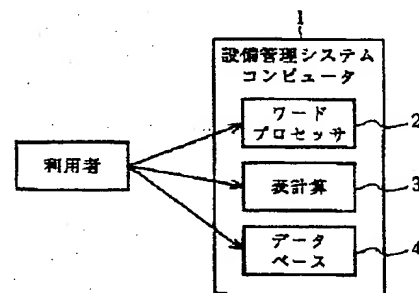 1
設備管理システム
コンピュータ
ワード
プロセッサ
2
利用者
表計算
3
データ
ベース
4